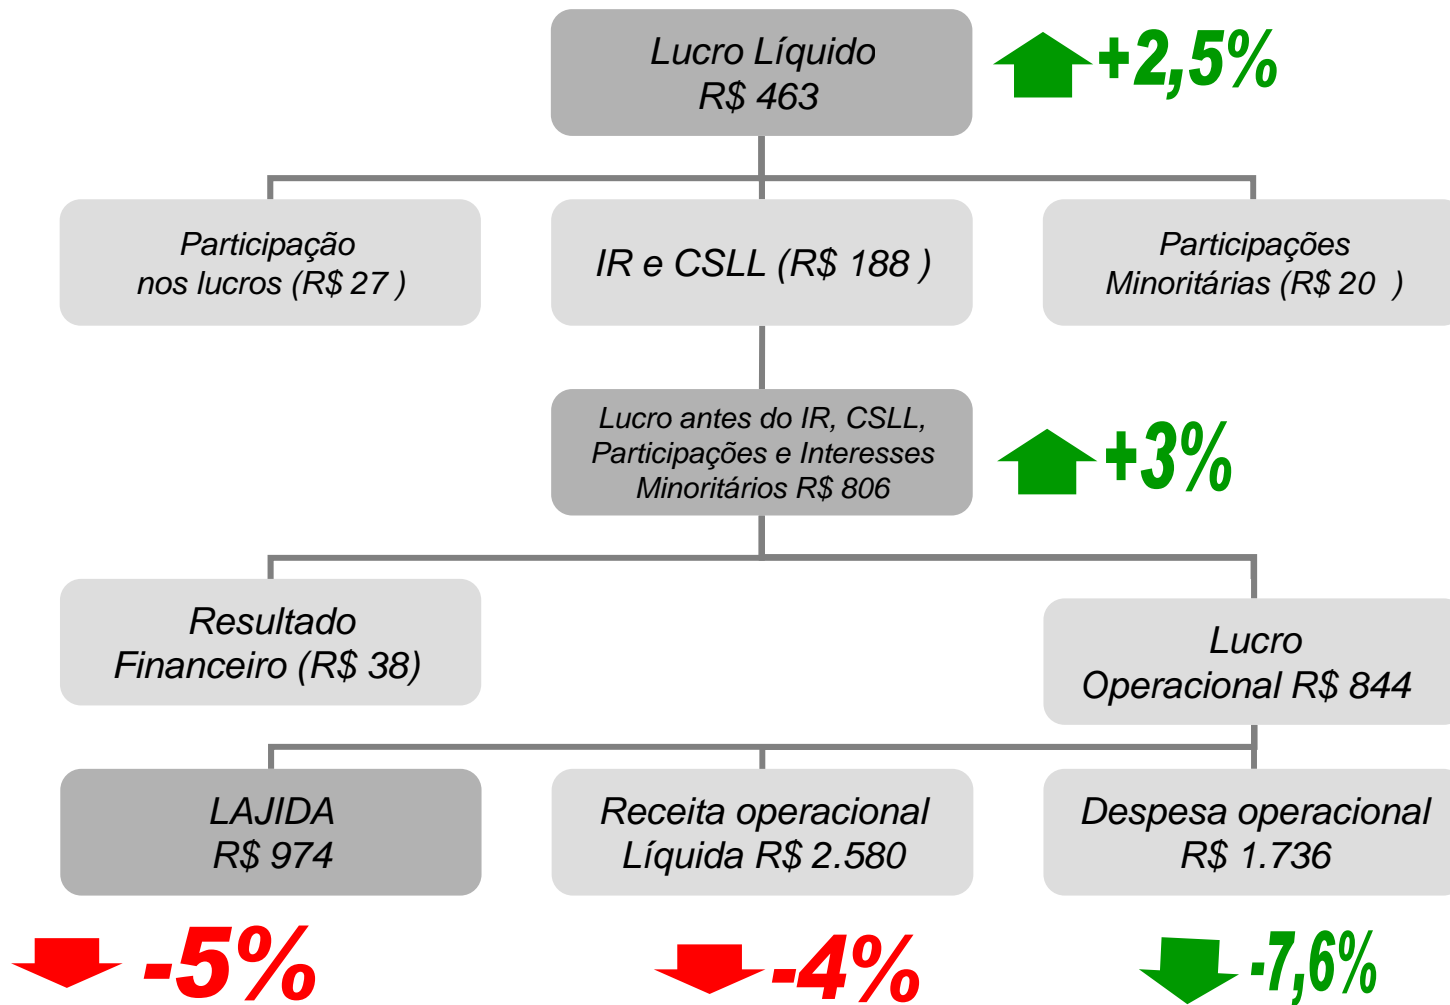 Lucro Líquido
R$ 463
+2,5%
Participação
nos lucros (R$ 27 )
IR e CSLL (R$ 188 )
Participações
Minoritárias (R$ 20 )
Lucro antes do IR, CSLL,
Participações e Interesses
Minoritários R$ 806
+3%
Resultado
Financeiro (R$ 38)
Lucro
Operacional R$ 844
LAJIDA
R$ 974
Receita operacional
Líquida R$ 2.580
Despesa operacional
R$ 1.736
-5%
-4%
-7,6%